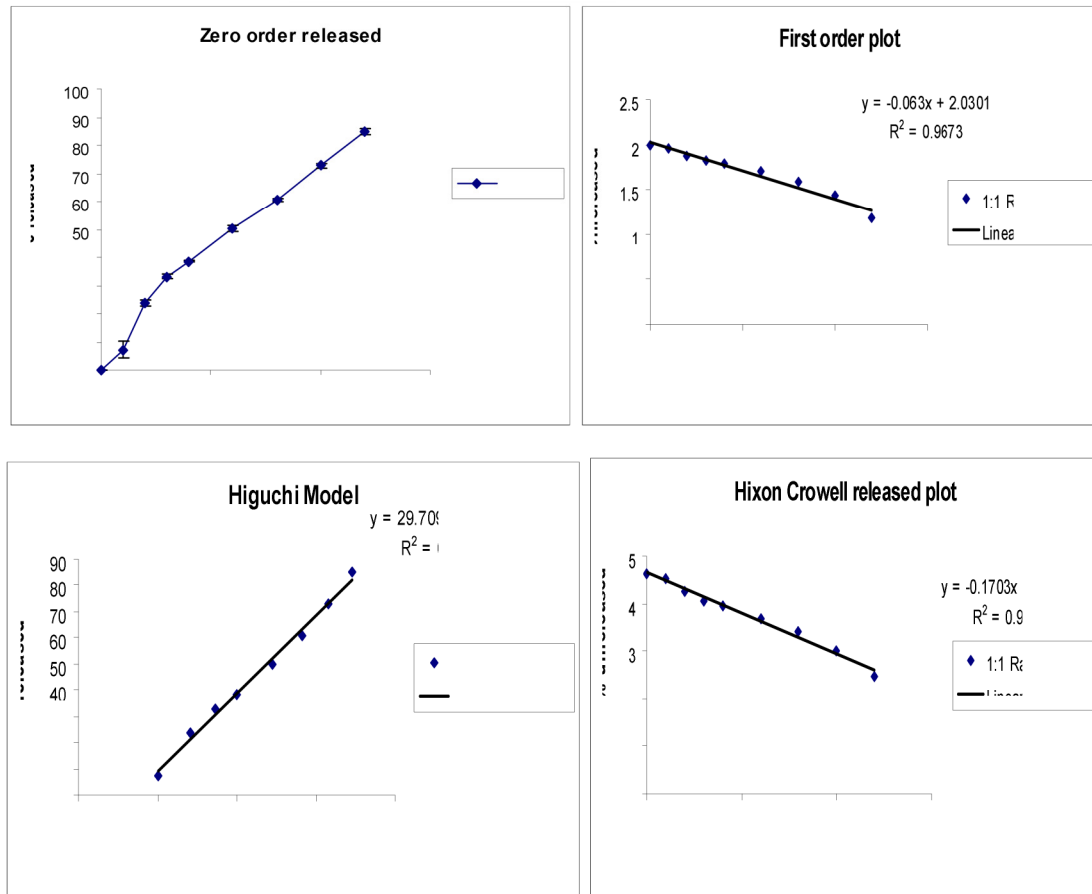 Zero order released
100
90
80
70
60
50
First order plot
y = -0.063x + 2.0301
R² = 0.9673
2.5
2
1.5
1
1:1 R
Linea
Higuchi Model
y = 29.709
R² =
90
80
70
60
50
40
released
Hixon Crowell released plot
y = -0.1703x
R² = 0.9
5
4
3
1:1 Ra